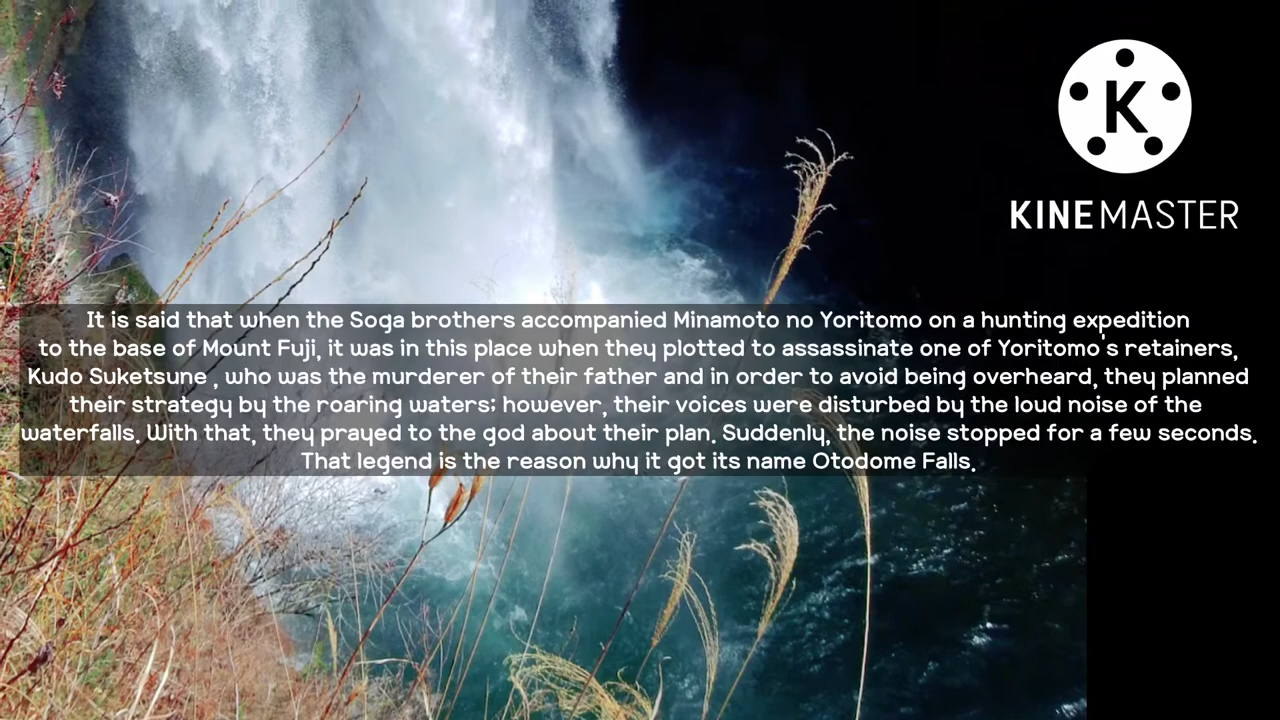 K
KINEMASTER
It is said that when the Soga brothers accompanied Minamoto no Yoritomo on a hunting expedition
to the base of Mount Fuji, it was in this place when they plotted to assassinate one of Yoritomo's retainers,
Kudo Suketsune , who was the murderer of their father and in order to avoid being overheard, they planned
their strategy by the roaring waters; however, their voices were disturbed by the loud noise of the
waterfalls. With that, they prayed to the god about their plan. Suddenly, the noise stopped for a few seconds.
That legend is the reason why it got its name Otodome Falls.